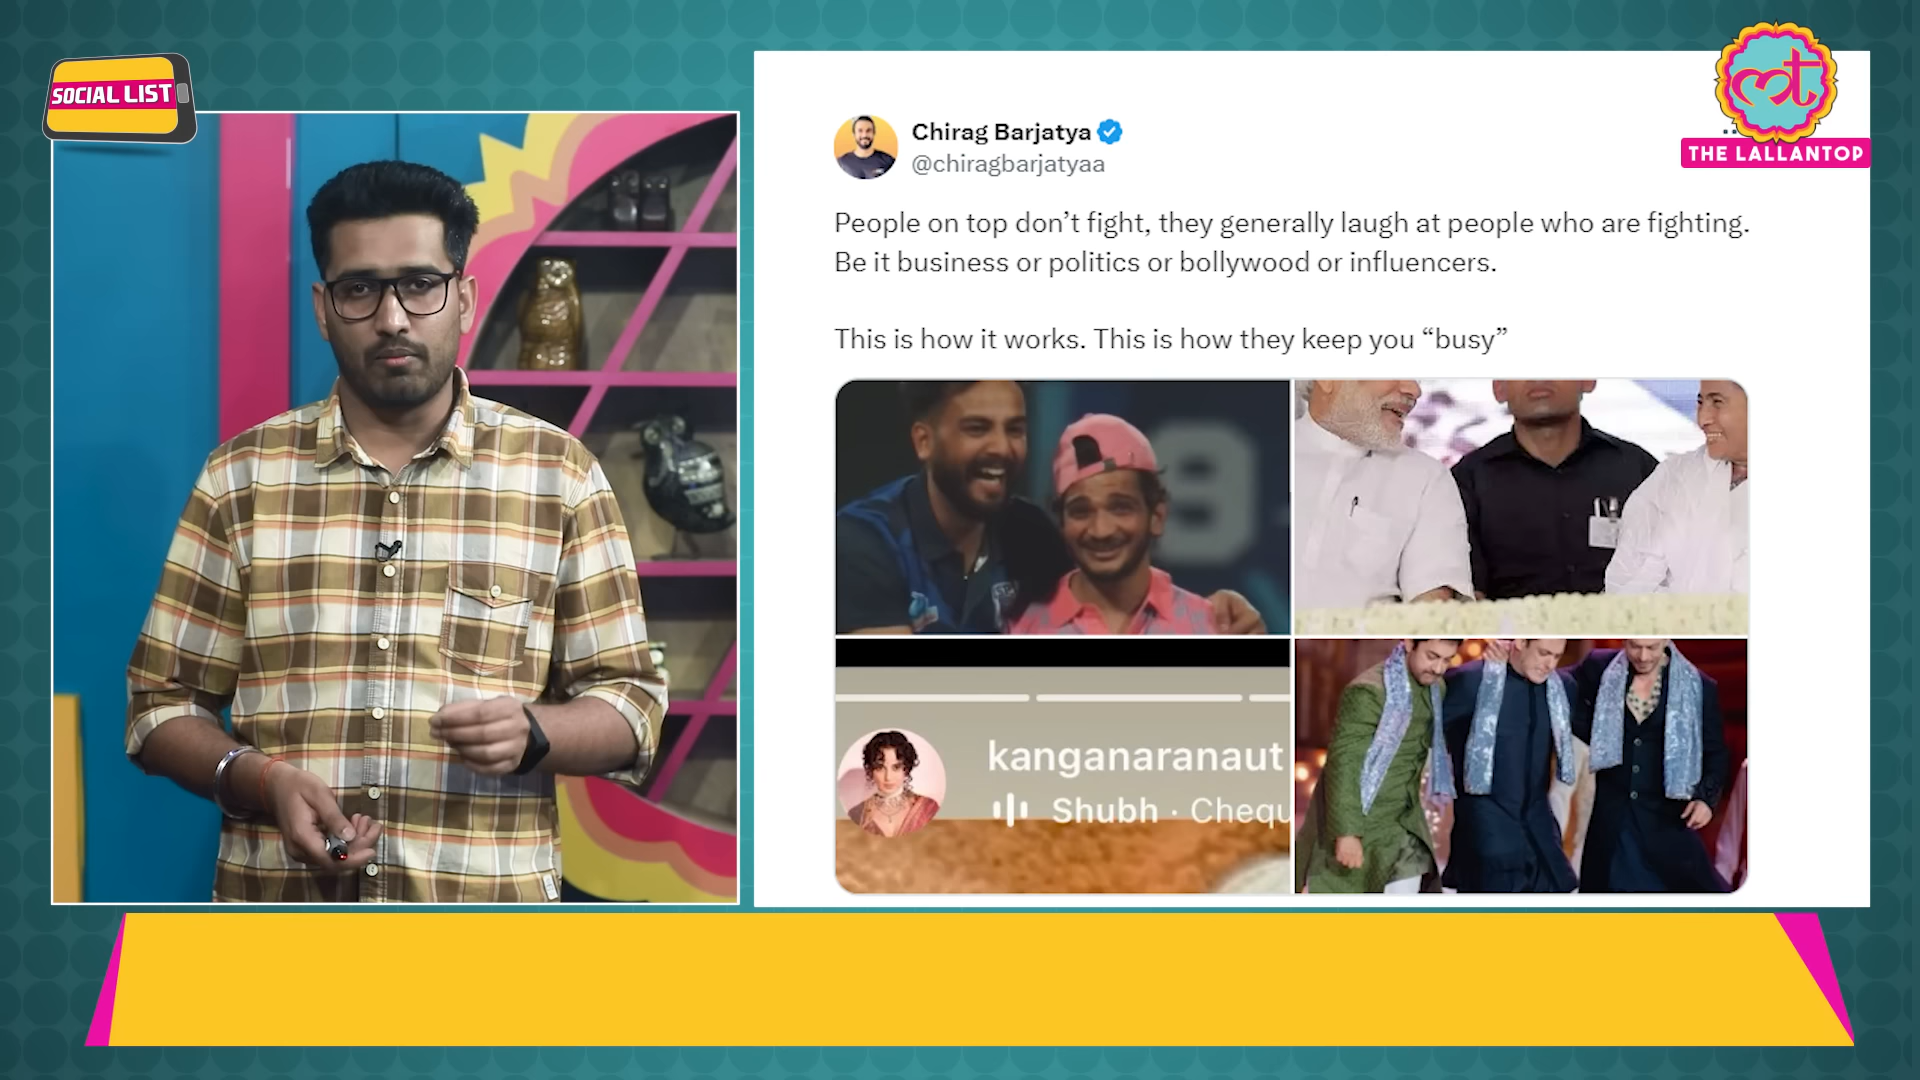 SOCIAL LIST
THE LALLANTOP
Chirag Barjatya
@chiragbarjatyaa
People on top don’t fight, they generally laugh at people who are fighting.
Be it business or politics or bollywood or influencers.
This is how it works. This is how they keep you “busy”
9
kanganaranaut
Shubh · Chequ